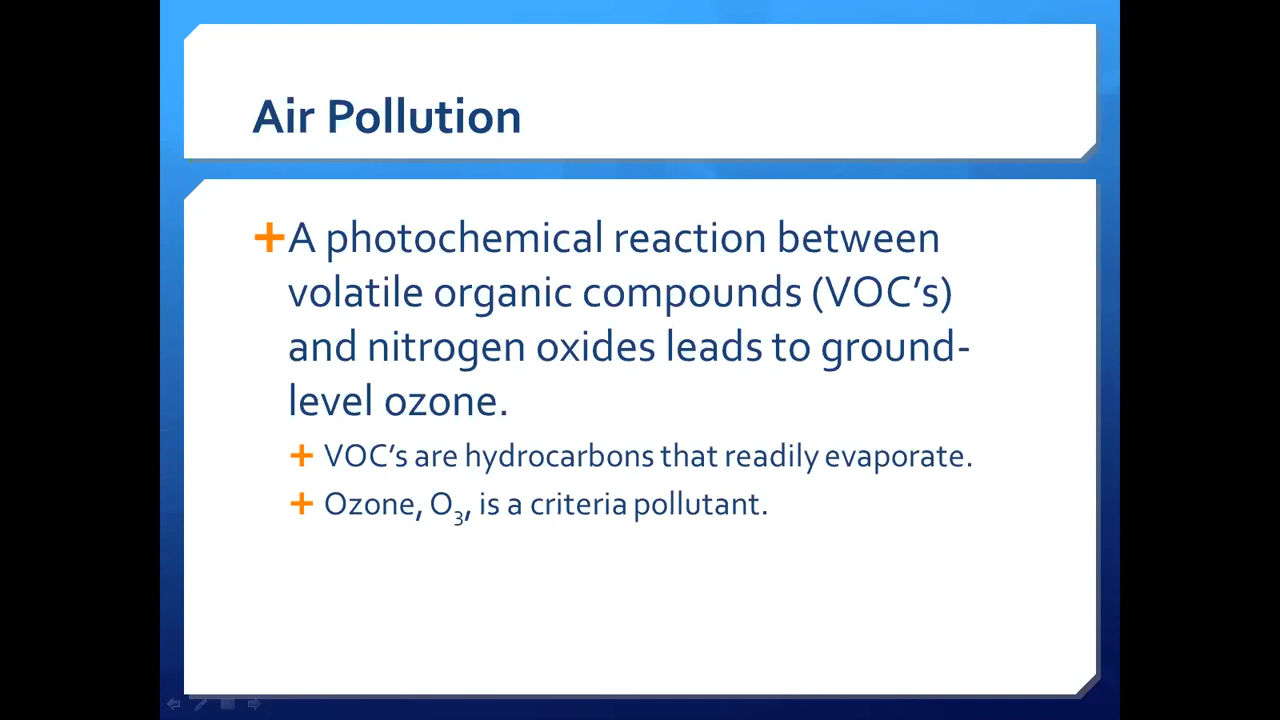 Air Pollution
A photochemical reaction between
volatile organic compounds (VOC’s)
and nitrogen oxides leads to ground-
level ozone.
VOC’s are hydrocarbons that readily evaporate.
Ozone, O₃, is a criteria pollutant.